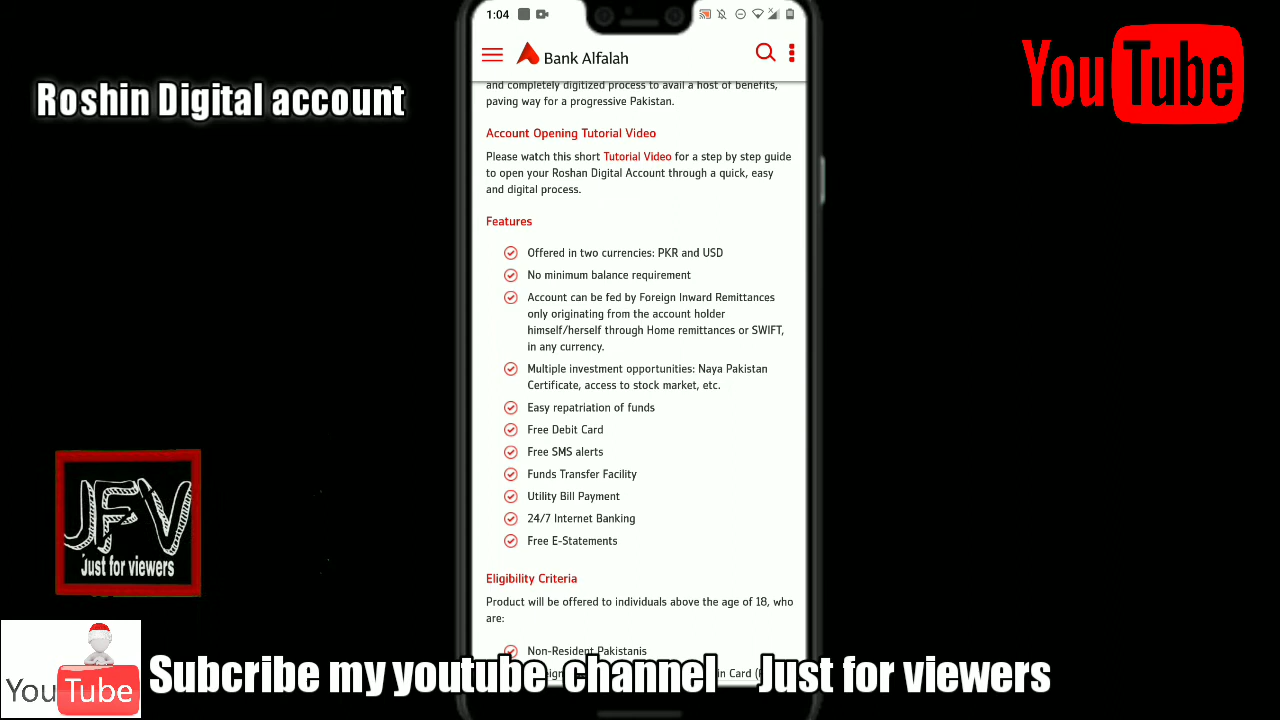 1:04
Roshin Digital account
YouTube
Bank Alfalah
and completely digitized process to avail a host of benefits,
paving way for a progressive Pakistan.
Account Opening Tutorial Video
Please watch this short Tutorial Video for a step by step guide
to open your Roshan Digital Account through a quick, easy
and digital process.
Features
Offered in two currencies: PKR and USD
No minimum balance requirement
Account can be fed by Foreign Inward Remittances
only originating from the account holder
himself/herself through Home remittances or SWIFT,
in any currency.
Multiple investment opportunities: Naya Pakistan
Certificate, access to stock market, etc.
Easy repatriation of funds
Free Debit Card
Free SMS alerts
Funds Transfer Facility
Utility Bill Payment
24/7 Internet Banking
Free E-Statements
JFV
Just for viewers
Eligibility Criteria
Product will be offered to individuals above the age of 18, who
are:
Non-Resident Pakistanis
Card
YouTube
Subcribe my youtube channel Just for viewers